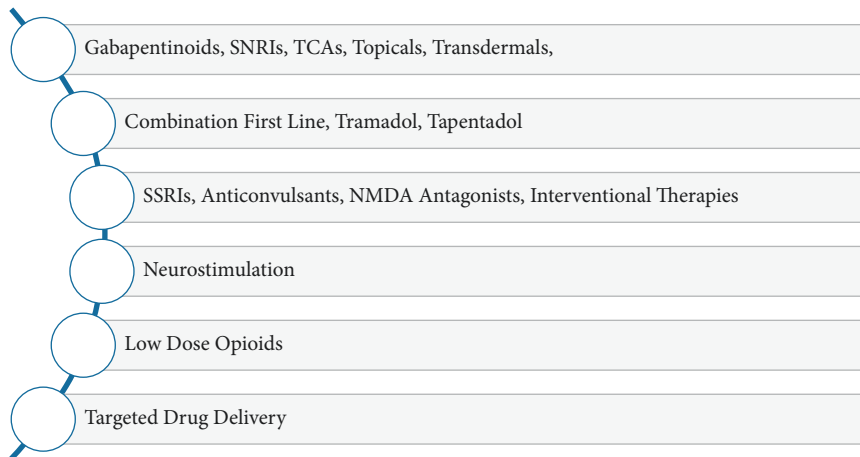 Gabapentinoids, SNRIs, TCAs, Topicals, Transdermals,
Combination First Line, Tramadol, Tapentadol
SSRIs, Anticonvulsants, NMDA Antagonists, Interventional Therapies
Neurostimulation
Low Dose Opioids
Targeted Drug Delivery